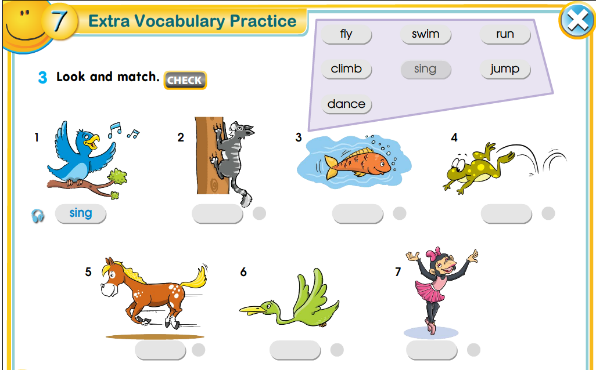 7 Extra Vocabulary Practice
fly swim run
climb sing jump
dance
3 Look and match. CHECK
1 2 3 4
sing
5 6 7